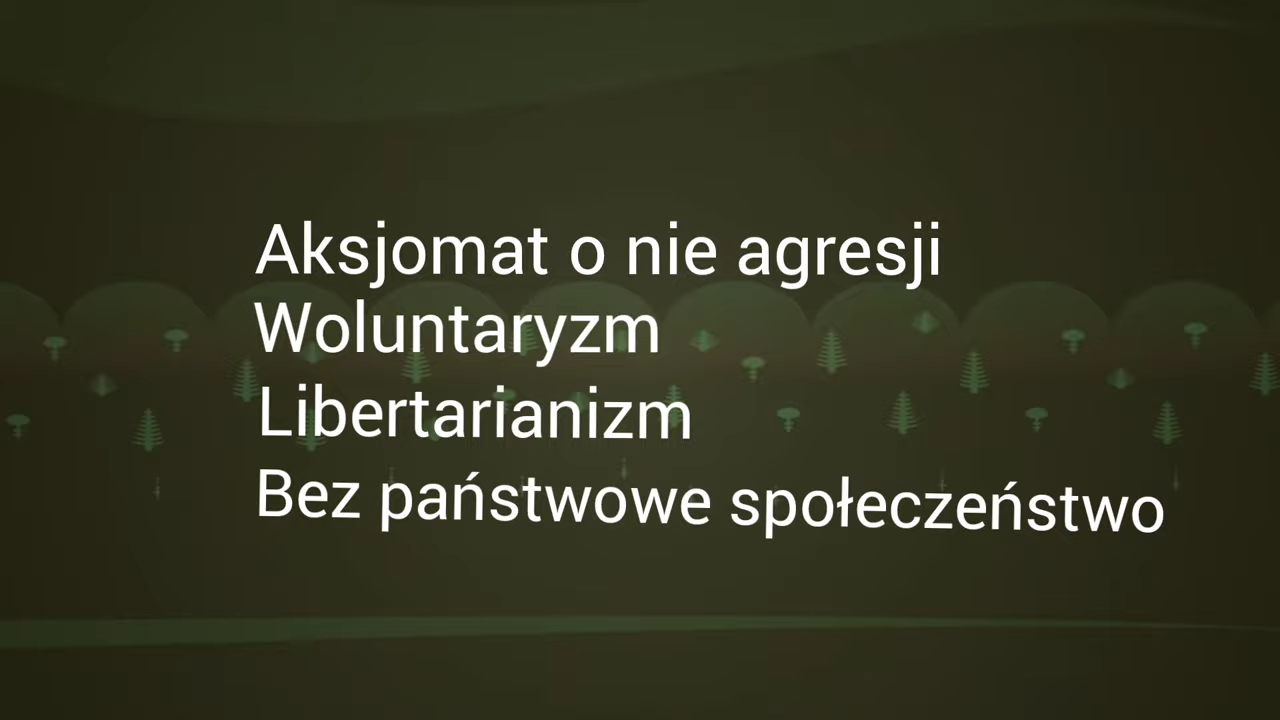 Aksjomat o nie agresji
Woluntaryzm
Libertarianizm
Bez państwowe społeczeństwo